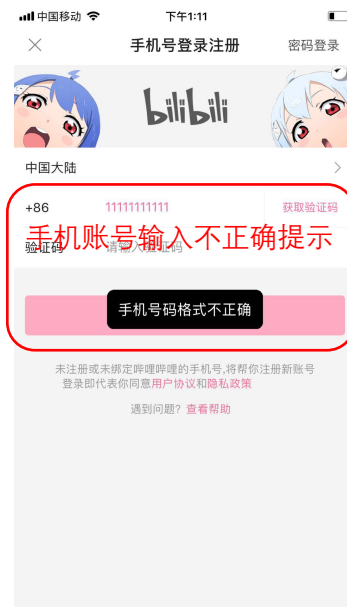 中国移动 下午1:11
手机号登录注册 密码登录
bilibili
中国大陆
+86 11111111111 获取验证码
手机账号输入不正确提示
验证码 请输入验证码
手机号码格式不正确
未注册或未绑定哔哩哔哩的手机号,将帮你注册新账号
登录即代表你同意用户协议和隐私政策
遇到问题? 查看帮助